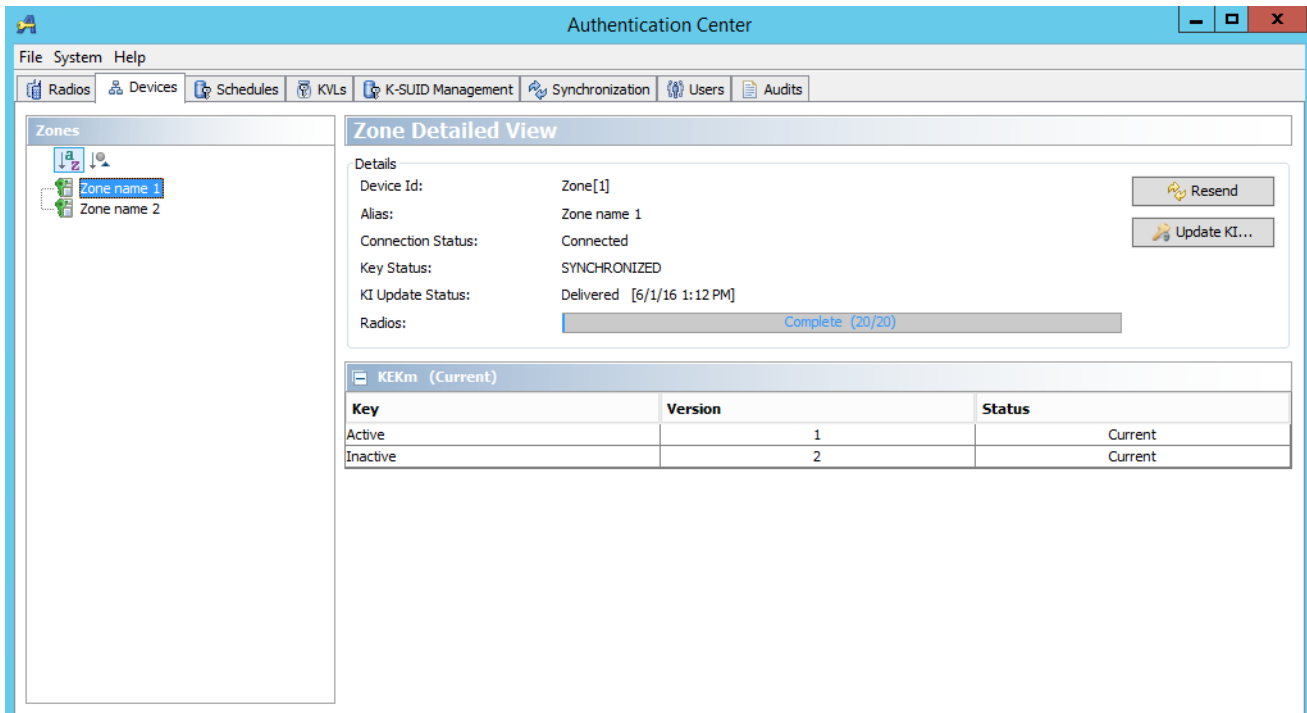 Authentication Center
File System Help
Radios Devices Schedules KVLs K-SUID Management Synchronization Users Audits
Zones
Zone name 1
Zone name 2
Zone Detailed View
Details
Device Id: Zone[1]
Resend
Alias: Zone name 1
Update KI...
Connection Status: Connected
Key Status: SYNCHRONIZED
KI Update Status: Delivered [6/1/16 1:12 PM]
Radios: Complete (20/20)
KEKm (Current)
Key Version Status
Active 1 Current
Inactive 2 Current